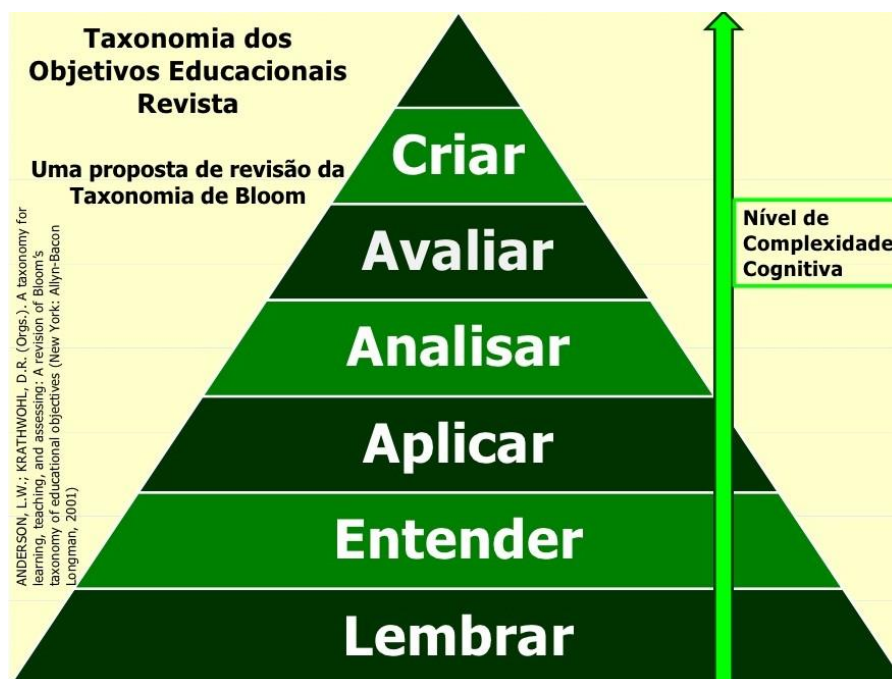 Taxonomia dos
Objetivos Educacionais
Revista
Uma proposta de revisão da
Taxonomia de Bloom
ANDERSON, L.W.; KRATHWOHL, D.R. (Orgs.). A taxonomy for
learning, teaching, and assessing: A revision of Bloom's
taxonomy of educational objectives (New York: Allyn-Bacon
Longman, 2001)
Criar
Avaliar
Analisar
Aplicar
Entender
Lembrar
Nível de
Complexidade
Cognitiva